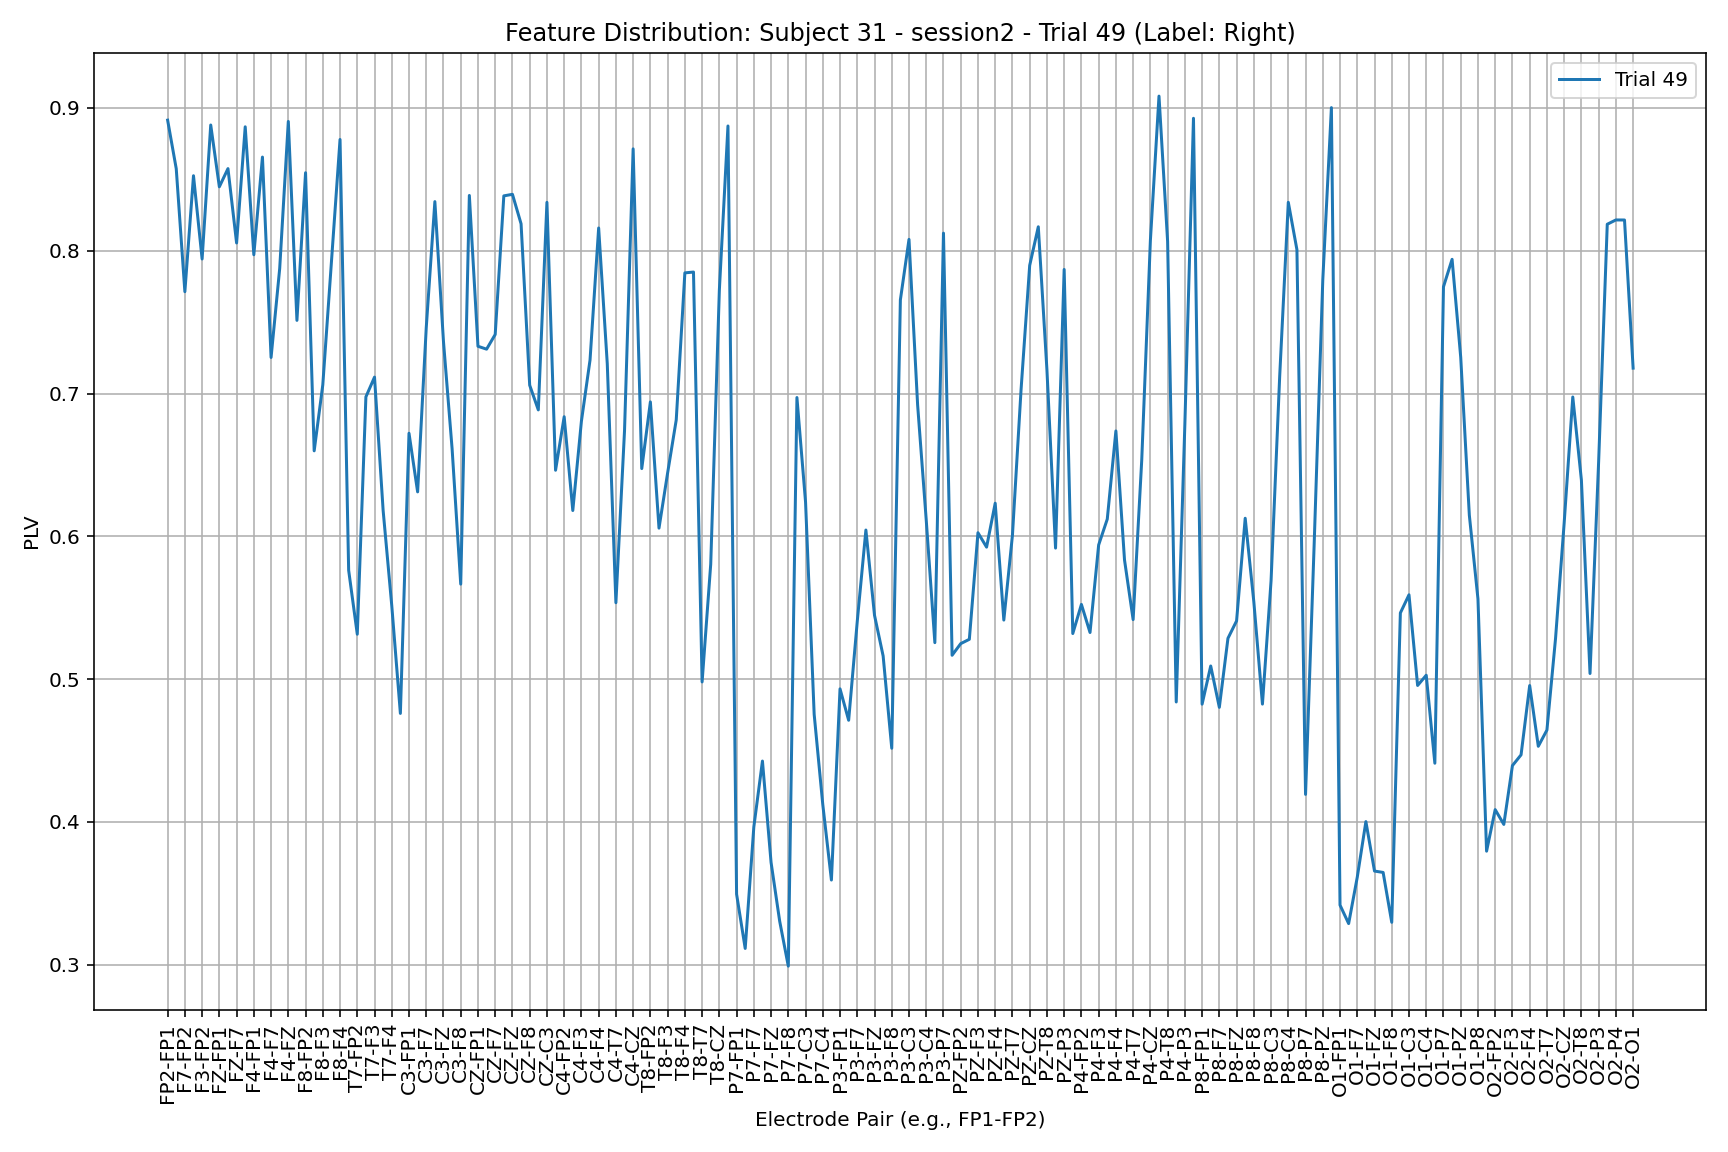 Feature Distribution: Subject 31 - session2 - Trial 49 (Label: Right)
Trial 49
PLV
0.9
0.8
0.7
0.6
0.5
0.4
0.3
FP2-FP1
F7-FP2
F3-FP2
FZ-FP1
FZ-F7
F4-FP1
F4-F7
F4-FZ
F8-FP2
F8-F3
F8-F4
T7-FP2
T7-F3
T7-F4
C3-FP1
C3-F7
C3-FZ
C3-F8
CZ-FP1
CZ-F7
CZ-FZ
CZ-F8
CZ-C3
C4-FP2
C4-F3
C4-F4
C4-T7
C4-CZ
T8-FP2
T8-F3
T8-F4
T8-T7
T8-CZ
P7-FP1
P7-F7
P7-FZ
P7-F8
P7-C3
P7-C4
P3-FP1
P3-F7
P3-FZ
P3-F8
P3-C3
P3-C4
P3-P7
PZ-FP2
PZ-F3
PZ-F4
PZ-T7
PZ-CZ
PZ-T8
PZ-P3
P4-FP2
P4-F3
P4-F4
P4-T7
P4-CZ
P4-T8
P4-P3
P8-FP1
P8-F7
P8-FZ
P8-F8
P8-C3
P8-C4
P8-P7
P8-PZ
O1-FP1
O1-F7
O1-FZ
O1-F8
O1-C3
O1-C4
O1-P7
O1-PZ
O1-P8
O2-FP2
O2-F3
O2-F4
O2-T7
O2-CZ
O2-T8
O2-P3
O2-P4
O2-O1
Electrode Pair (e.g., FP1-FP2)